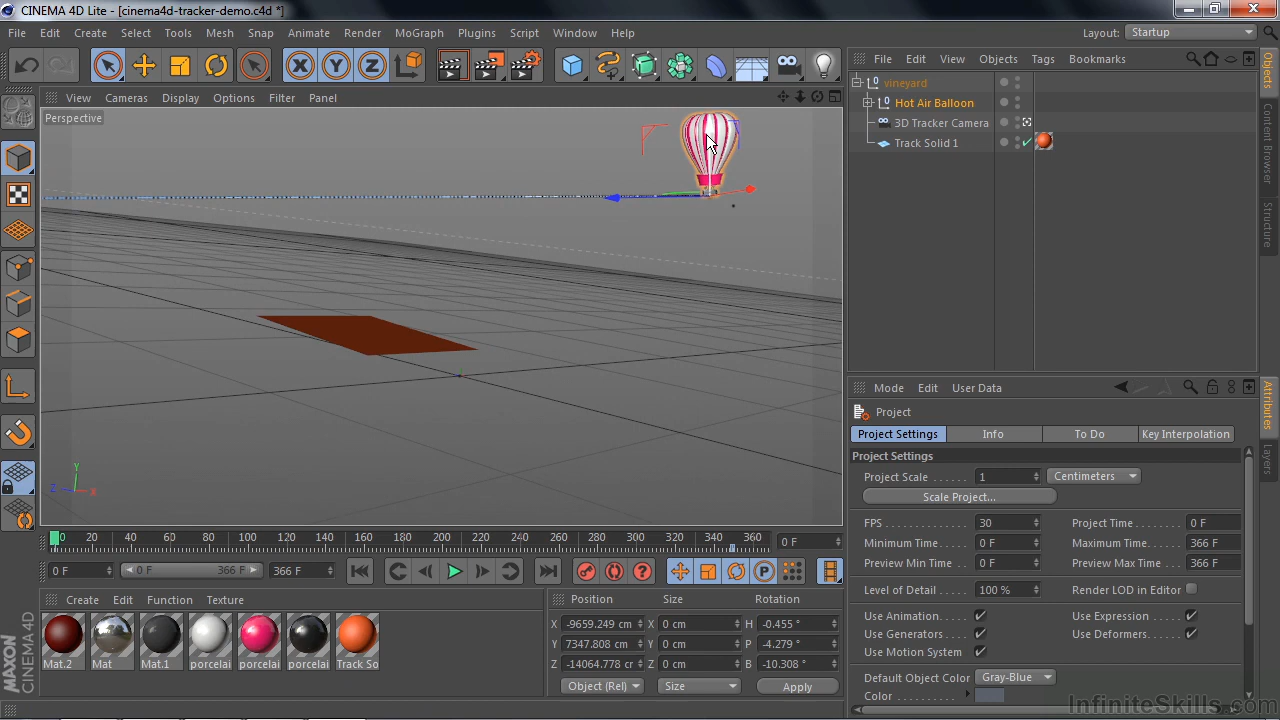 CINEMA 4D Lite - [cinema4d-tracker-demo.c4d *]
File Edit Create Select Tools Mesh Snap Animate Render MoGraph Plugins Script Window Help
Layout: Startup
X Y Z
File Edit View Objects Tags Bookmarks
View Cameras Display Options Filter Panel
Perspective
vineyard
Hot Air Balloon
3D Tracker Camera
Track Solid 1
Objects
Content Browser
Structure
Mode Edit User Data
Project
Project Settings Info To Do Key Interpolation
Project Settings
Project Scale . . . . . . 1 Centimeters
Scale Project...
FPS . . . . . . . . . . . . . 30 Project Time . . . . . . . 0 F
Minimum Time . . . . 0 F Maximum Time . . . . 366 F
Preview Min Time . . 0 F Preview Max Time . . 366 F
Level of Detail . . . . . 100 % Render LOD in Editor
Use Animation . . . . Use Expression . . . .
Use Generators . . . Use Deformers . . . .
Use Motion System
Default Object Color Gray-Blue
Color
Attributes
Layers
Y
Z X
0 20 40 60 80 100 120 140 160 180 200 220 240 260 280 300 320 340 360 0 F
0 F 0 F 366 F 366 F
P
Create Edit Function Texture
Mat.2 Mat Mat.1 porcelai porcelai porcelai Track So
Position Size Rotation
X -9659.249 cm X 0 cm H -0.455 °
Y 7347.808 cm Y 0 cm P -4.279 °
Z -14064.778 cr Z 0 cm B -10.308 °
Object (Rel) Size Apply
MAXON
CINEMA 4D
InfiniteSkills.com